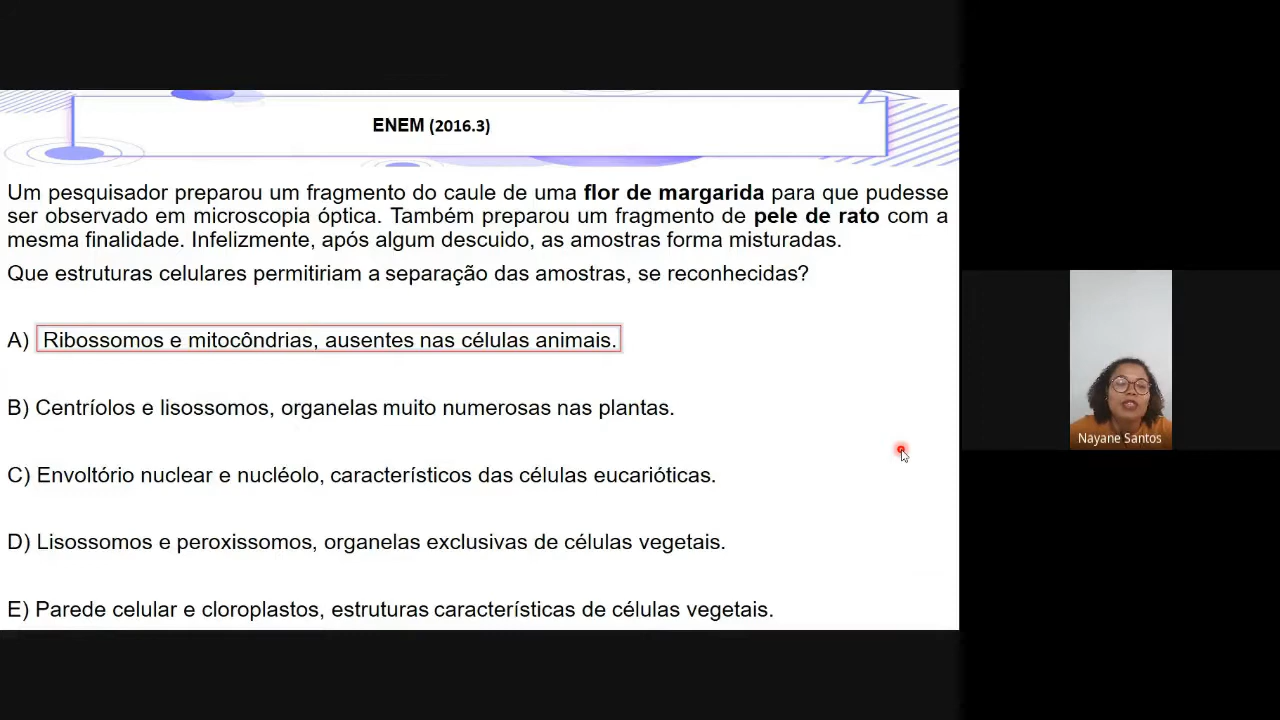 ENEM (2016.3)
Um pesquisador preparou um fragmento do caule de uma flor de margarida para que pudesse
ser observado em microscopia óptica. Também preparou um fragmento de pele de rato com a
mesma finalidade. Infelizmente, após algum descuido, as amostras forma misturadas.
Que estruturas celulares permitiriam a separação das amostras, se reconhecidas?
A) Ribossomos e mitocôndrias, ausentes nas células animais.
B) Centríolos e lisossomos, organelas muito numerosas nas plantas.
C) Envoltório nuclear e nucléolo, característicos das células eucarióticas.
D) Lisossomos e peroxissomos, organelas exclusivas de células vegetais.
E) Parede celular e cloroplastos, estruturas características de células vegetais.
Nayane Santos